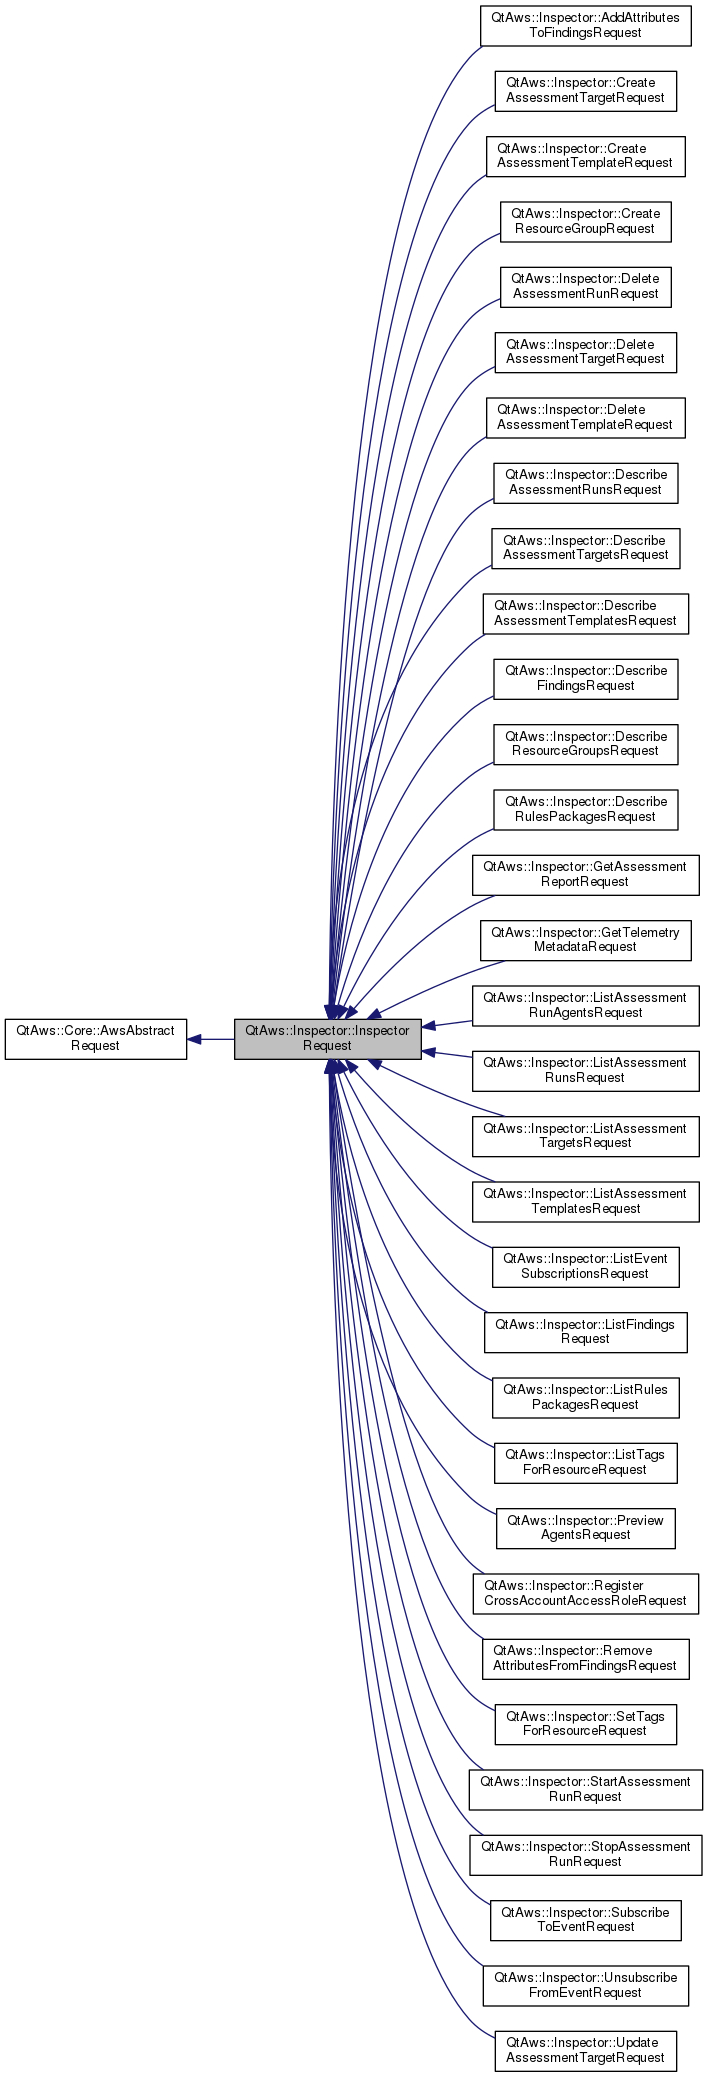 QtAws::Inspector::AddAttributes
ToFindingsRequest
QtAws::Inspector::Create
AssessmentTargetRequest
QtAws::Inspector::Create
AssessmentTemplateRequest
QtAws::Inspector::Create
ResourceGroupRequest
QtAws::Inspector::Delete
AssessmentRunRequest
QtAws::Inspector::Delete
AssessmentTargetRequest
QtAws::Inspector::Delete
AssessmentTemplateRequest
QtAws::Inspector::Describe
AssessmentRunsRequest
QtAws::Inspector::Describe
AssessmentTargetsRequest
QtAws::Inspector::Describe
AssessmentTemplatesRequest
QtAws::Inspector::Describe
FindingsRequest
QtAws::Inspector::Describe
ResourceGroupsRequest
QtAws::Inspector::Describe
RulesPackagesRequest
QtAws::Inspector::GetAssessment
ReportRequest
QtAws::Inspector::GetTelemetry
MetadataRequest
QtAws::Inspector::ListAssessment
RunAgentsRequest
QtAws::Core::AwsAbstract
Request
QtAws::Inspector::Inspector
Request
QtAws::Inspector::ListAssessment
RunsRequest
QtAws::Inspector::ListAssessment
TargetsRequest
QtAws::Inspector::ListAssessment
TemplatesRequest
QtAws::Inspector::ListEvent
SubscriptionsRequest
QtAws::Inspector::ListFindings
Request
QtAws::Inspector::ListRules
PackagesRequest
QtAws::Inspector::ListTags
ForResourceRequest
QtAws::Inspector::Preview
AgentsRequest
QtAws::Inspector::Register
CrossAccountAccessRoleRequest
QtAws::Inspector::Remove
AttributesFromFindingsRequest
QtAws::Inspector::SetTags
ForResourceRequest
QtAws::Inspector::StartAssessment
RunRequest
QtAws::Inspector::StopAssessment
RunRequest
QtAws::Inspector::Subscribe
ToEventRequest
QtAws::Inspector::Unsubscribe
FromEventRequest
QtAws::Inspector::Update
AssessmentTargetRequest